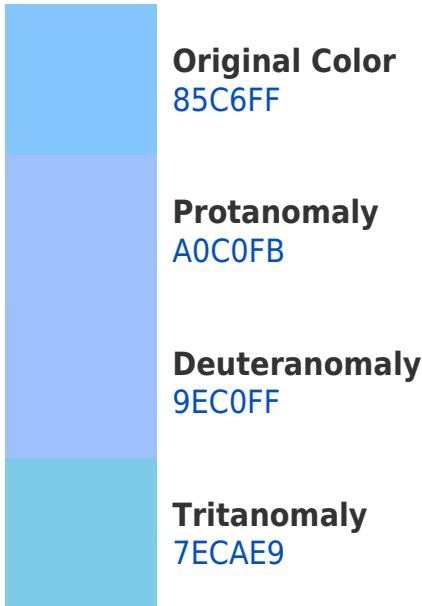 Original Color
85C6FF
Protanomaly
A0C0FB
Deuteranomaly
9EC0FF
Tritanomaly
7ECAE9